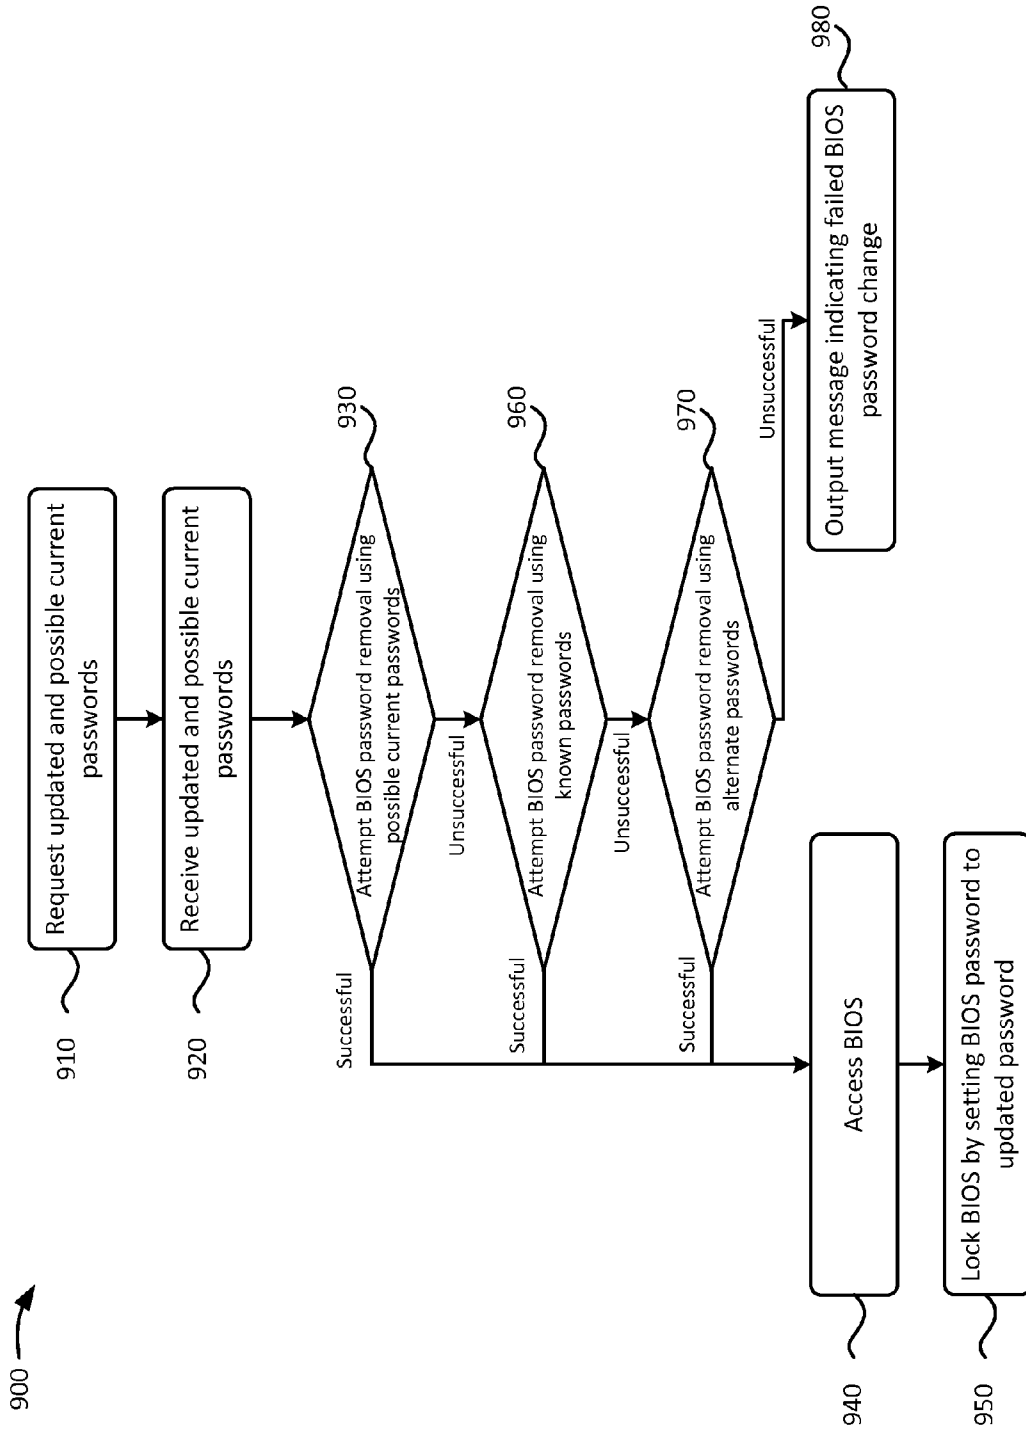 900
910
Request updated and possible current
passwords
920
Receive updated and possible current
passwords
930
Attempt BIOS password removal using
possible current passwords
Successful
Unsuccessful
960
Attempt BIOS password removal using
known passwords
Successful
Unsuccessful
970
Attempt BIOS password removal using
alternate passwords
Successful
Unsuccessful
940
Access BIOS
980
Output message indicating failed BIOS
password change
950
Lock BIOS by setting BIOS password to
updated password